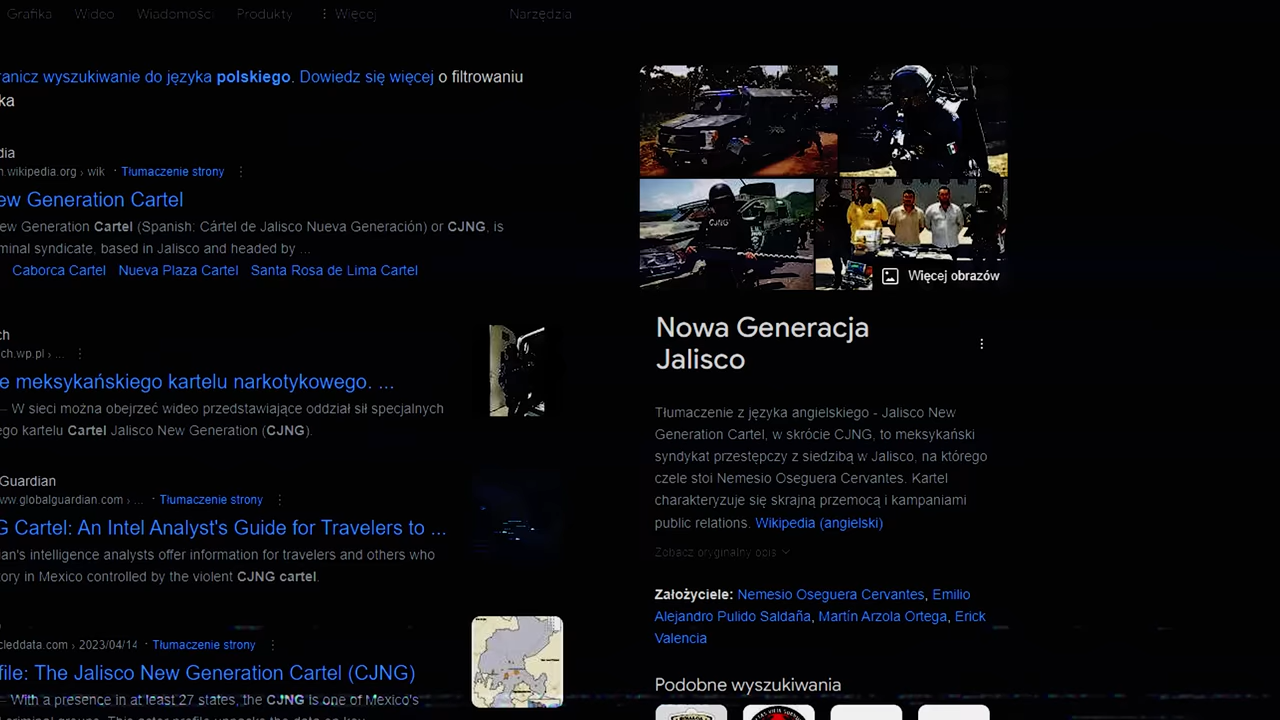 Grafika Wideo Wiadomości Produkty Więcej Narzędzia
ranicz wyszukiwanie do języka polskiego. Dowiedz się więcej o filtrowaniu
ka
dia
n.wikipedia.org › wik · Tłumaczenie strony
ew Generation Cartel
ew Generation Cartel (Spanish: Cártel de Jalisco Nueva Generación) or CJNG, is
minal syndicate, based in Jalisco and headed by ...
Caborca Cartel Nueva Plaza Cartel Santa Rosa de Lima Cartel
ch
ch.wp.pl › ...
e meksykańskiego kartelu narkotykowego. ...
— W sieci można obejrzeć wideo przedstawiające oddział sił specjalnych
ego kartelu Cartel Jalisco New Generation (CJNG).
Guardian
ww.globalguardian.com › ... · Tłumaczenie strony
G Cartel: An Intel Analyst's Guide for Travelers to ...
ian's intelligence analysts offer information for travelers and others who
tory in Mexico controlled by the violent CJNG cartel.
cleddata.com › 2023/04/14 · Tłumaczenie strony
file: The Jalisco New Generation Cartel (CJNG)
— With a presence in at least 27 states, the CJNG is one of Mexico's
CJNG
Więcej obrazów
Nowa Generacja
Jalisco
Tłumaczenie z języka angielskiego - Jalisco New
Generation Cartel, w skrócie CJNG, to meksykański
syndykat przestępczy z siedzibą w Jalisco, na którego
czele stoi Nemesio Oseguera Cervantes. Kartel
charakteryzuje się skrajną przemocą i kampaniami
public relations. Wikipedia (angielski)
Zobacz oryginalny opis
Założyciele: Nemesio Oseguera Cervantes, Emilio
Alejandro Pulido Saldaña, Martín Arzola Ortega, Erick
Valencia
Podobne wyszukiwania